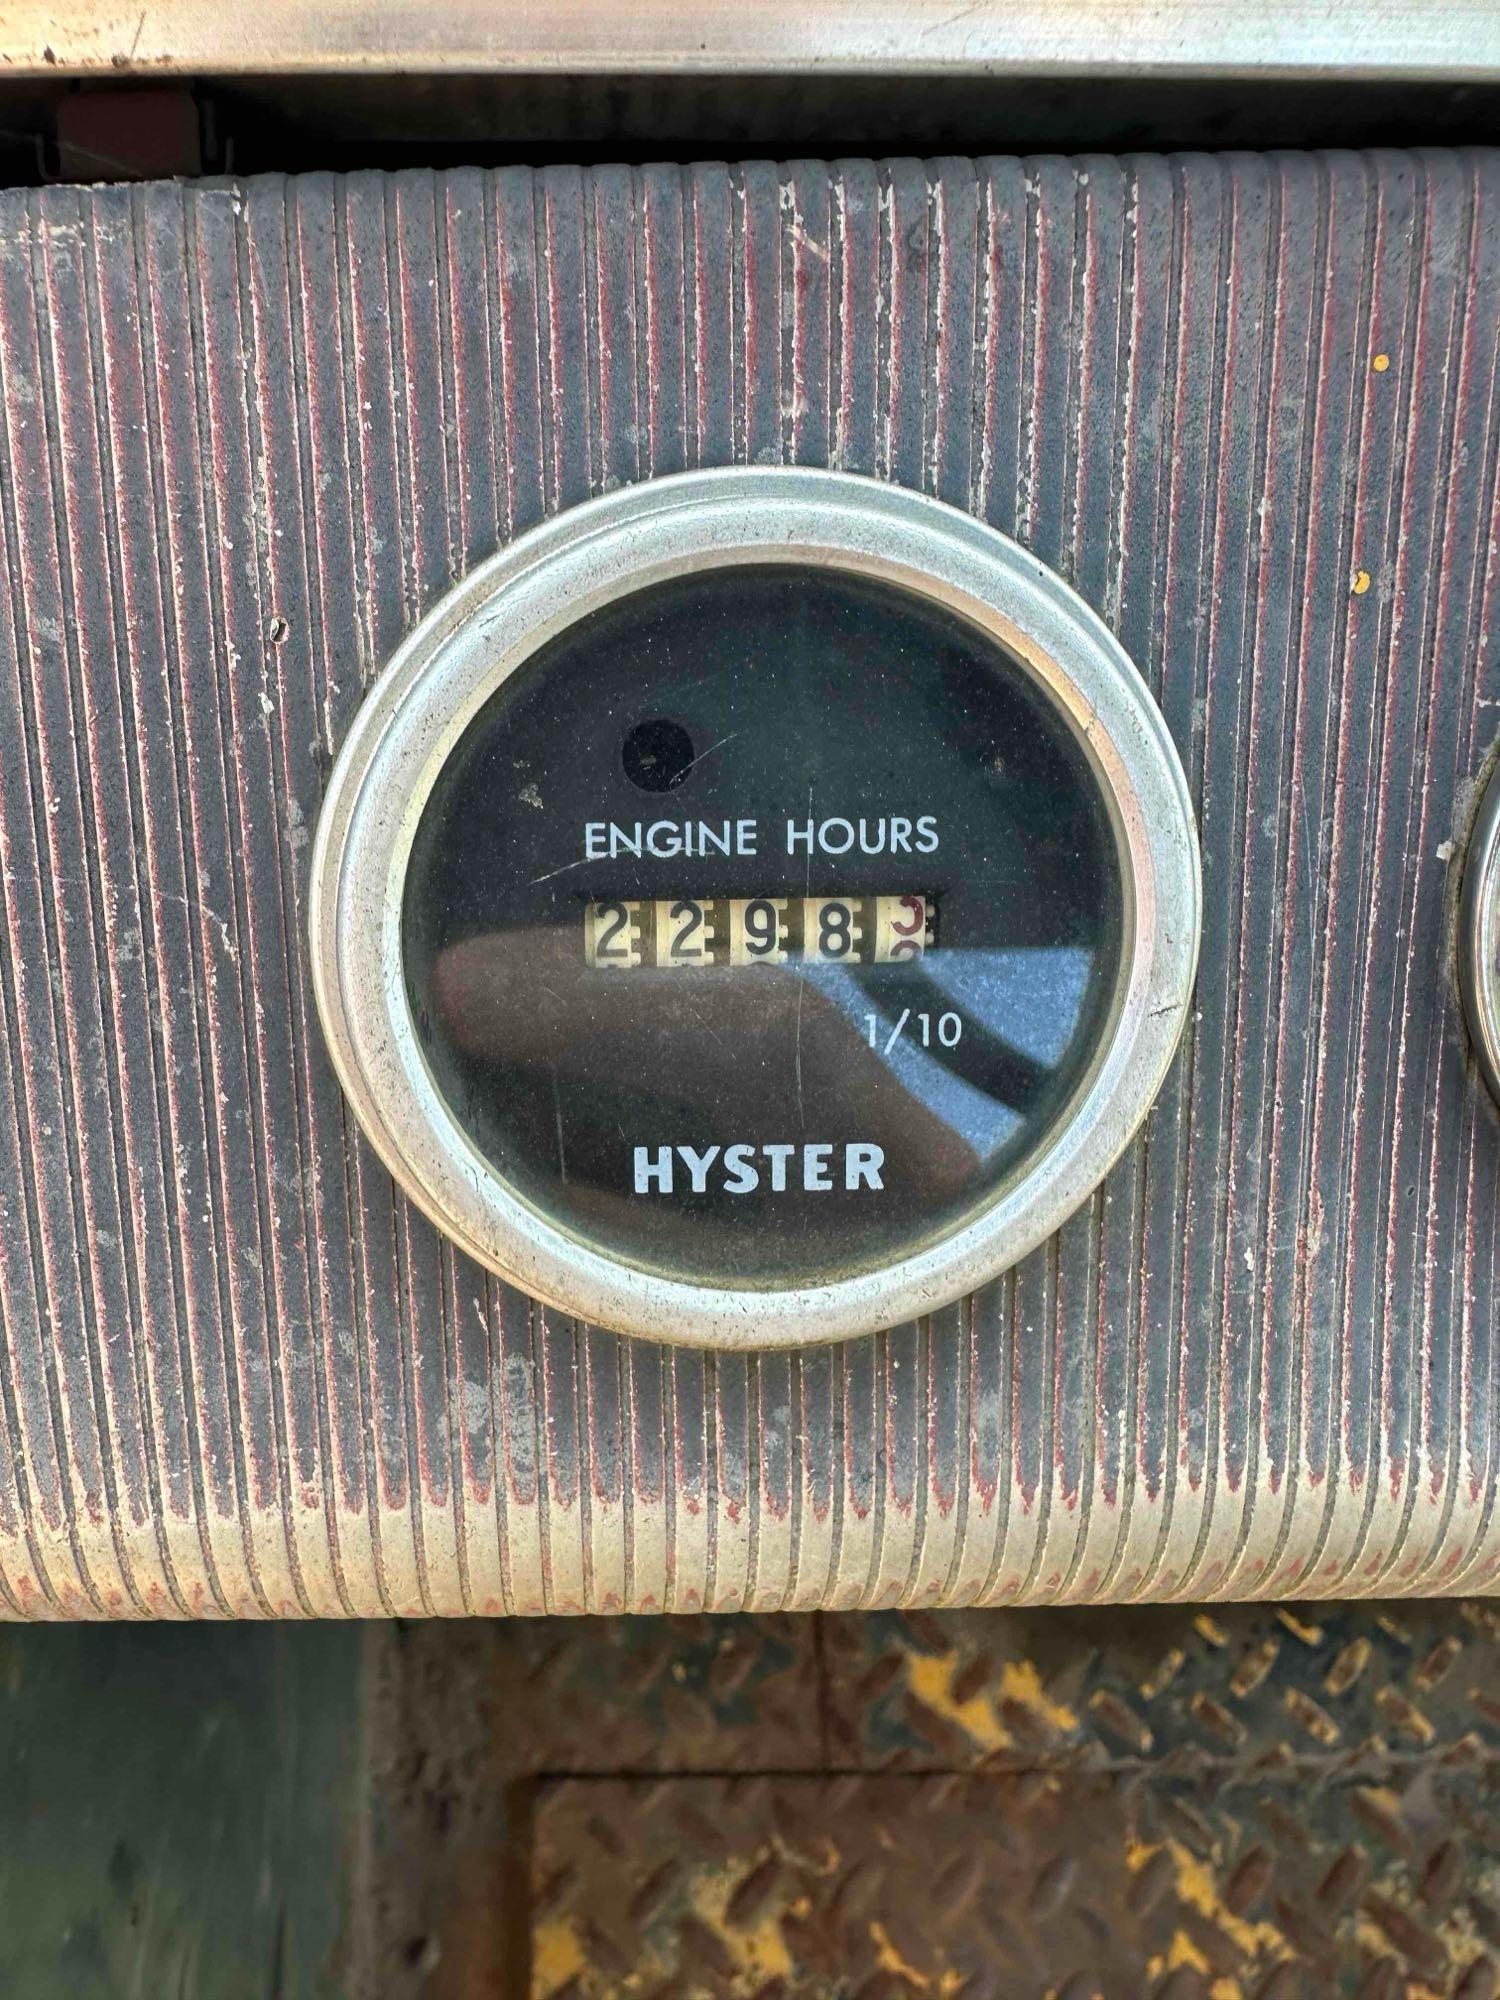 ENGINE HOURS
2298
1/10
HYSTER